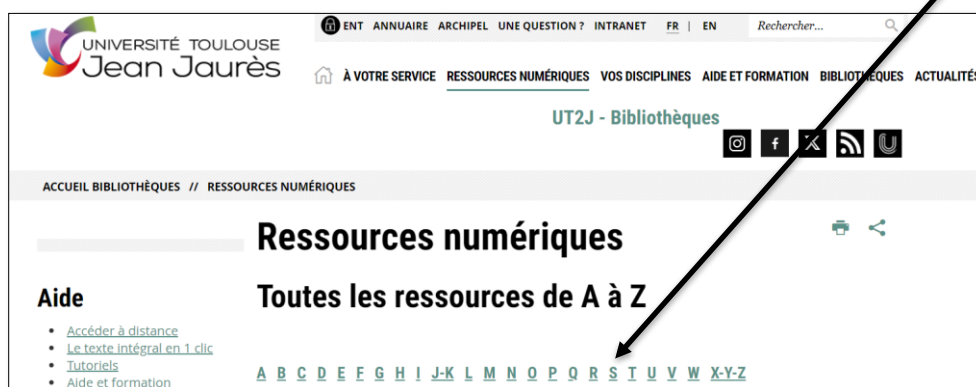 ENT ANNUAIRE ARCHIPEL UNE QUESTION ? INTRANET FR | EN Rechercher...
UNIVERSITÉ TOULOUSE
Jean Jaurès
À VOTRE SERVICE RESSOURCES NUMÉRIQUES VOS DISCIPLINES AIDE ET FORMATION BIBLIOTHÈQUES ACTUALITÉS
UT2J - Bibliothèques
ACCUEIL BIBLIOTHÈQUES // RESSOURCES NUMÉRIQUES
Ressources numériques
Toutes les ressources de A à Z
Aide
Accéder à distance
Le texte intégral en 1 clic
Tutoriels
Aide et formation
A B C D E F G H I J-K L M N O P Q R S T U V W X-Y-Z